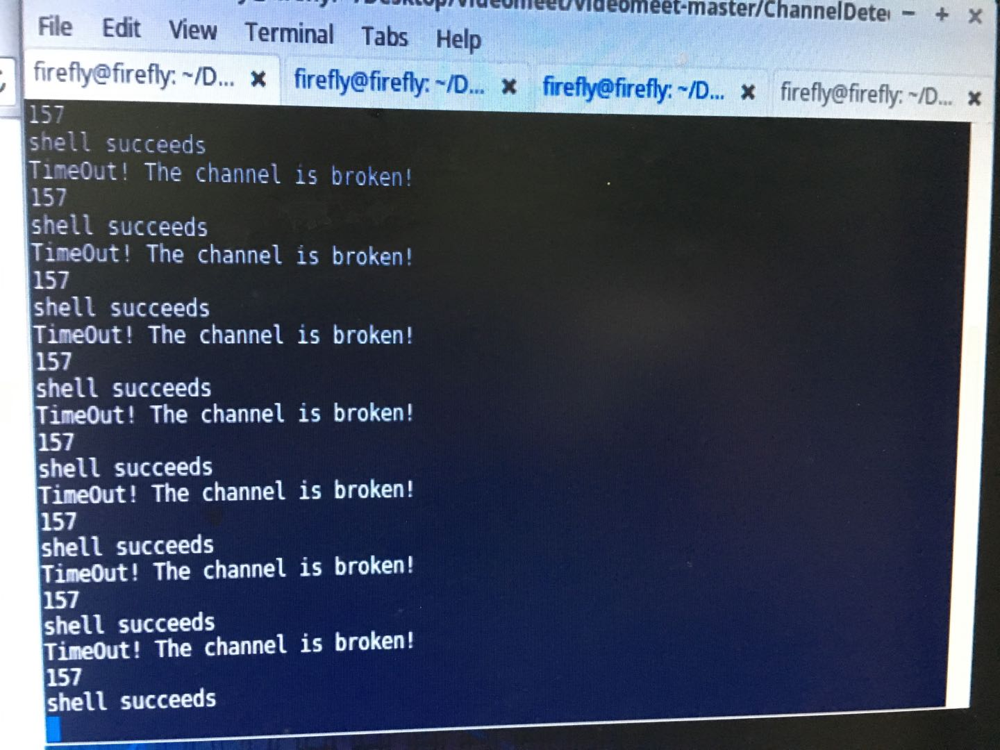 /Desktop/videomeet/videomeet-master/ChannelDete
File Edit View Terminal Tabs Help
firefly@firefly: ~/D... firefly@firefly: ~/D... firefly@firefly: ~/D... firefly@firefly: ~/D...
157
shell succeeds
TimeOut! The channel is broken!
157
shell succeeds
TimeOut! The channel is broken!
157
shell succeeds
TimeOut! The channel is broken!
157
shell succeeds
TimeOut! The channel is broken!
157
shell succeeds
TimeOut! The channel is broken!
157
shell succeeds
TimeOut! The channel is broken!
157
shell succeeds
TimeOut! The channel is broken!
157
shell succeeds